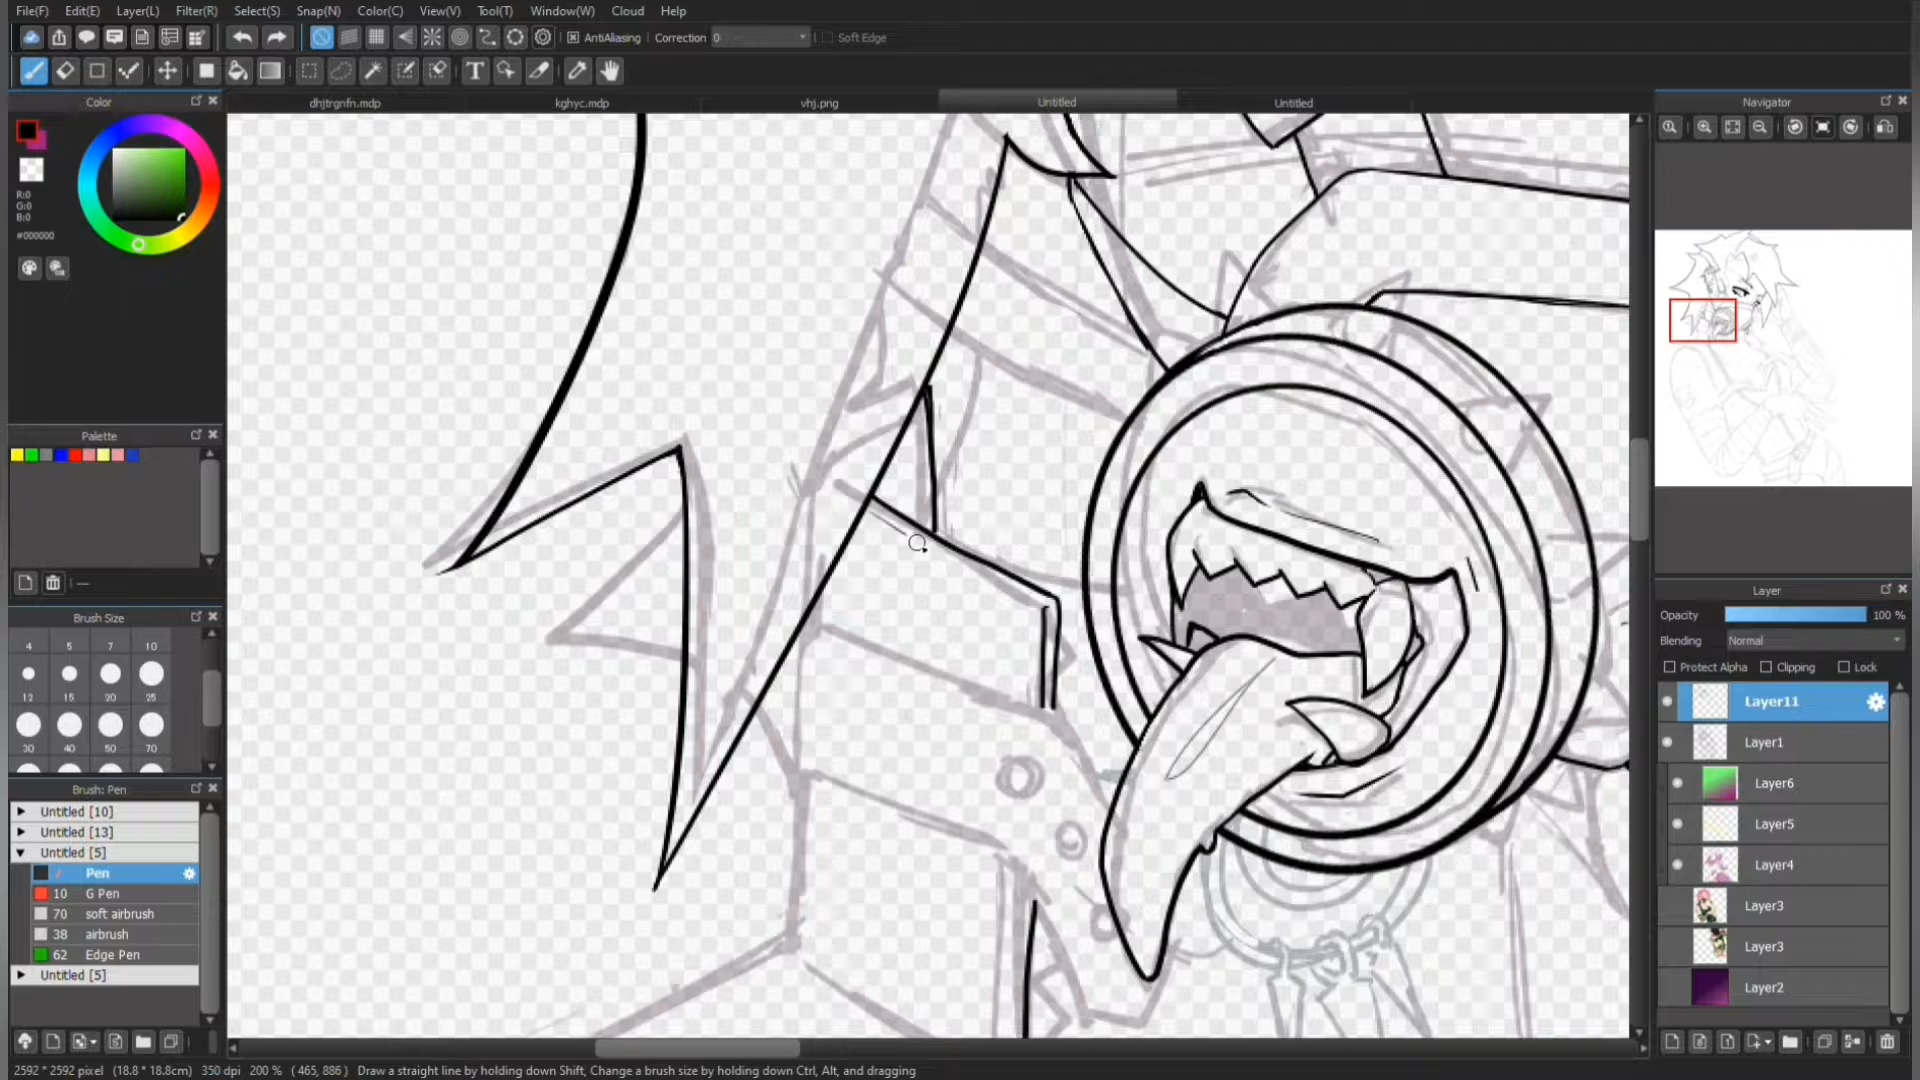 File(F) Edit(E) Layer(L) Filter(R) Select(S) Snap(N) Color(C) View(V) Tool(T) Window(W) Cloud Help
AntiAliasing Correction 0 Soft Edge
Color
dhjtrgnfn.mdp kghyc.mdp vhj.png Untitled Untitled
Navigator
R:0
G:0
B:0
#000000
Palette
Brush Size
4 5 7 10
12 15 20 25
30 40 50 70
Brush: Pen
Untitled [10]
Untitled [13]
Untitled [5]
Pen
10 G Pen
70 soft airbrush
38 airbrush
62 Edge Pen
Untitled [5]
Layer
Opacity 100 %
Blending Normal
Protect Alpha Clipping Lock
Layer11
Layer1
Layer6
Layer5
Layer4
Layer3
Layer3
Layer2
2592 * 2592 pixel (18.8 * 18.8cm) 350 dpi 200 % ( 465, 886 ) Draw a straight line by holding down Shift, Change a brush size by holding down Ctrl, Alt, and dragging